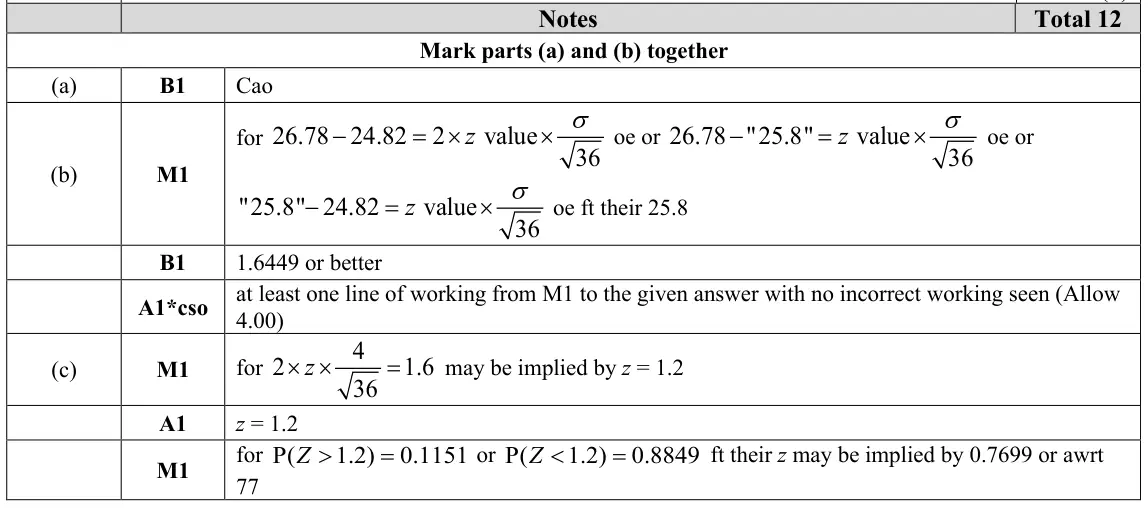 Notes Total 12
Mark parts (a) and (b) together
(a) B1 Cao
(b) M1 for 26.78 − 24.82 = 2 × z value × σ/√36 oe or 26.78 − "25.8" = z value × σ/√36 oe or
"25.8" − 24.82 = z value × σ/√36 oe ft their 25.8
B1 1.6449 or better
A1*cso at least one line of working from M1 to the given answer with no incorrect working seen (Allow
4.00)
(c) M1 for 2 × z × 4/√36 = 1.6 may be implied by z = 1.2
A1 z = 1.2
M1 for P(Z > 1.2) = 0.1151 or P(Z < 1.2) = 0.8849 ft their z may be implied by 0.7699 or awrt
77